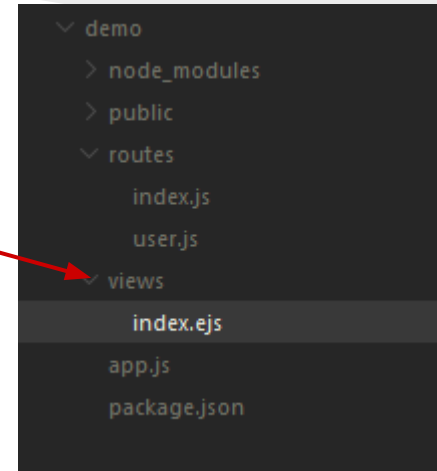 demo
node_modules
public
routes
index.js
user.js
views
index.ejs
app.js
package.json